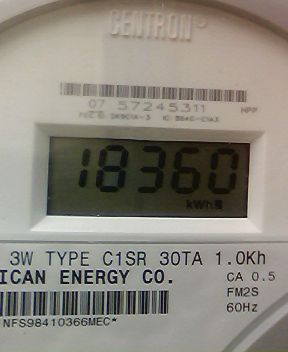 CENTRON®
07 57245311
HPP
18360
kWh
3W TYPE C1SR 30TA 1.0Kh
ICAN ENERGY CO.
CA 0.5
FM2S
60Hz
NFS98410366MEC*